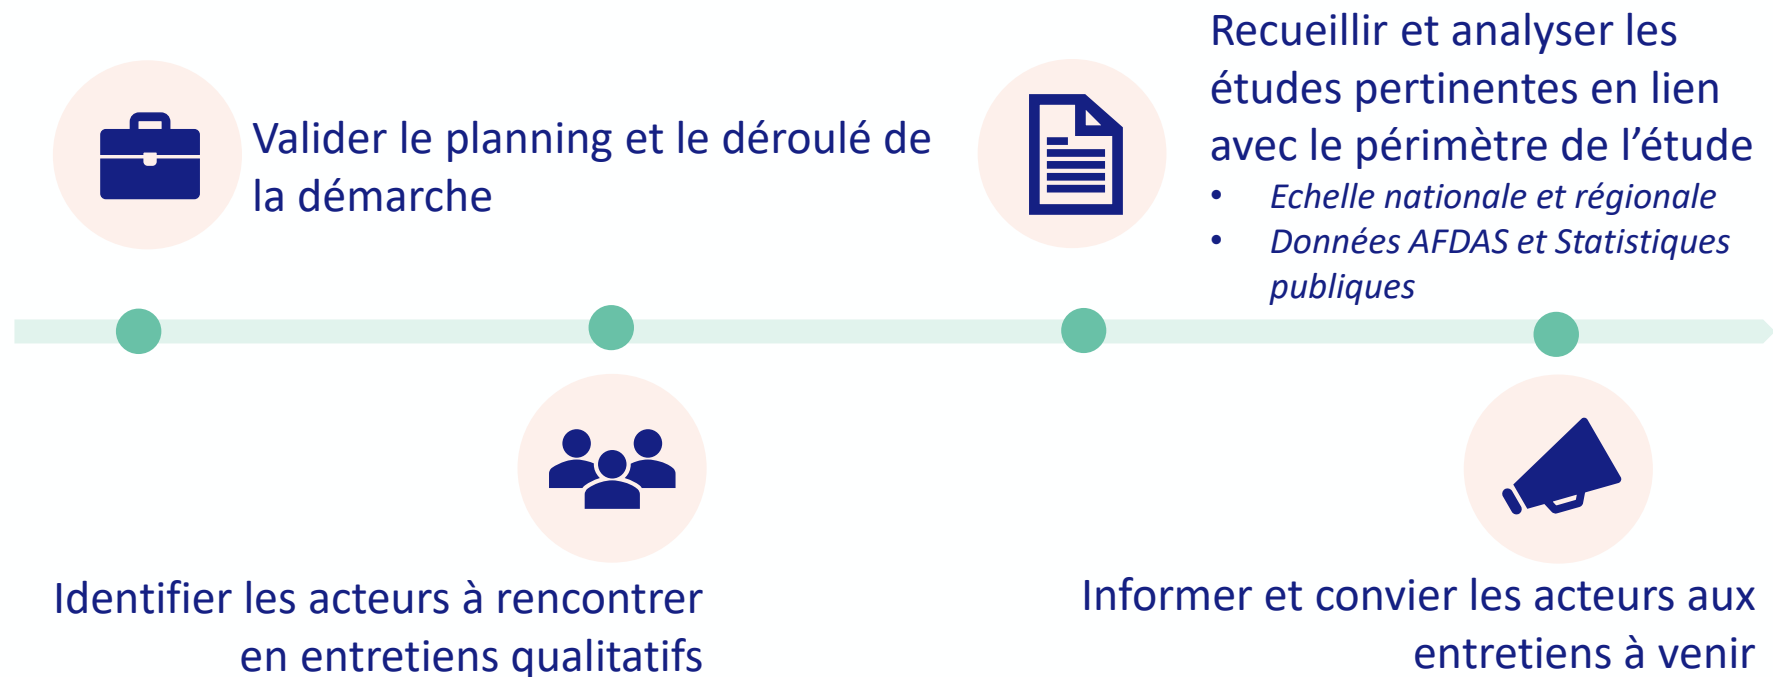 Valider le planning et le déroulé de
la démarche
Identifier les acteurs à rencontrer
en entretiens qualitatifs
Recueillir et analyser les
études pertinentes en lien
avec le périmètre de l’étude
• Echelle nationale et régionale
• Données AFDAS et Statistiques
publiques
Informer et convier les acteurs aux
entretiens à venir